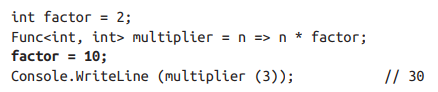 int factor = 2;
Func<int, int> multiplier = n => n * factor;
factor = 10;
Console.WriteLine (multiplier (3));           // 30